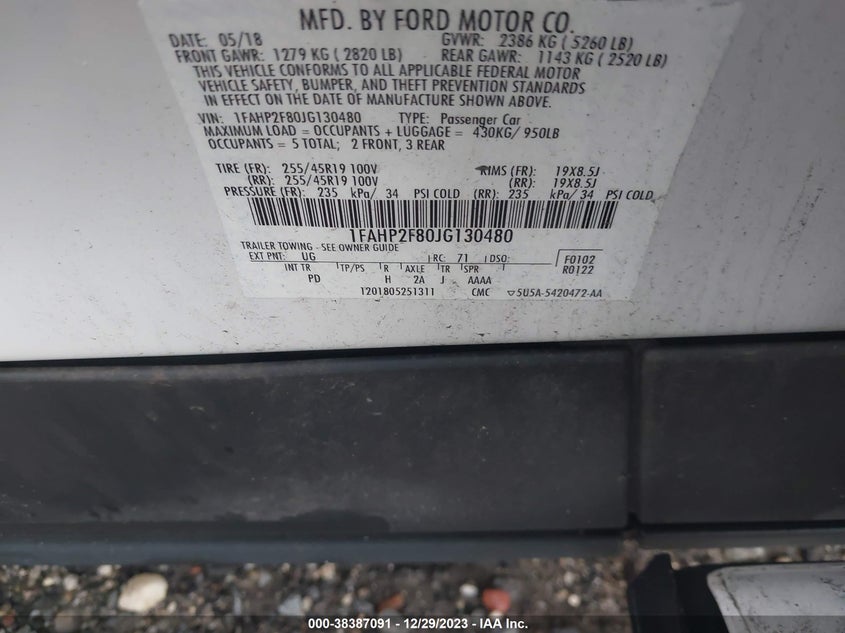 MFD. BY FORD MOTOR CO.
DATE: 05/18 GVWR: 2386 KG ( 5260 LB)
FRONT GAWR: 1279 KG ( 2820 LB) REAR GAWR: 1143 KG ( 2520 LB)
THIS VEHICLE CONFORMS TO ALL APPLICABLE FEDERAL MOTOR
VEHICLE SAFETY, BUMPER, AND THEFT PREVENTION STANDARDS
IN EFFECT ON THE DATE OF MANUFACTURE SHOWN ABOVE.
VIN: 1FAHP2F80JG130480 TYPE: Passenger Car
MAXIMUM LOAD = OCCUPANTS + LUGGAGE = 430KG/ 950LB
OCCUPANTS = 5 TOTAL; 2 FRONT, 3 REAR
TIRE (FR): 255/45R19 100V RIMS (FR): 19X8.5J
(RR): 255/45R19 100V (RR): 19X8.5J
PRESSURE (FR): 235 kPa/ 34 PSI COLD (RR): 235 kPa/ 34 PSI COLD
1FAHP2F80JG130480
TRAILER TOWING - SEE OWNER GUIDE
EXT PNT: UG RC: 71 DSO: F0102
INT TR TP/PS R AXLE TR SPR R0122
PD H 2A J AAAA
1201805251311 CMC 5U5A-5420472-AA
000-38387091 - 12/29/2023 - IAA Inc.